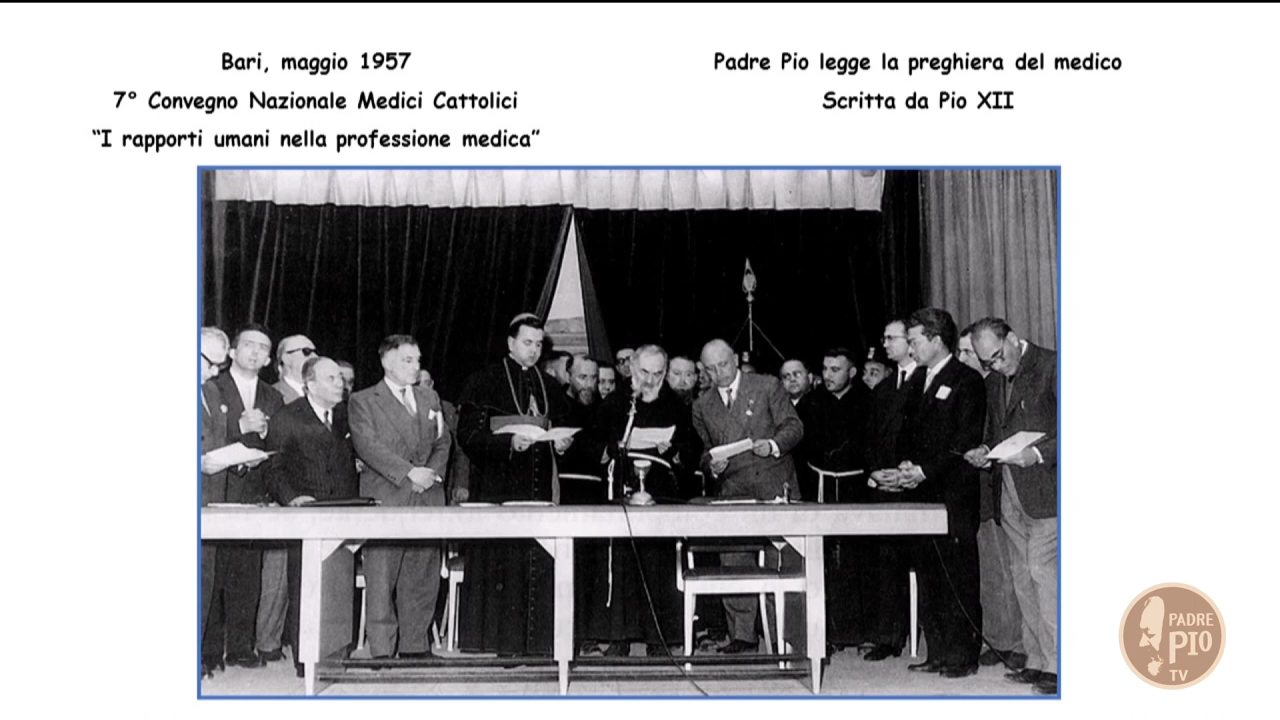 Bari, maggio 1957
7° Convegno Nazionale Medici Cattolici
“I rapporti umani nella professione medica”
Padre Pio legge la preghiera del medico
Scritta da Pio XII
PADRE
PIO
TV